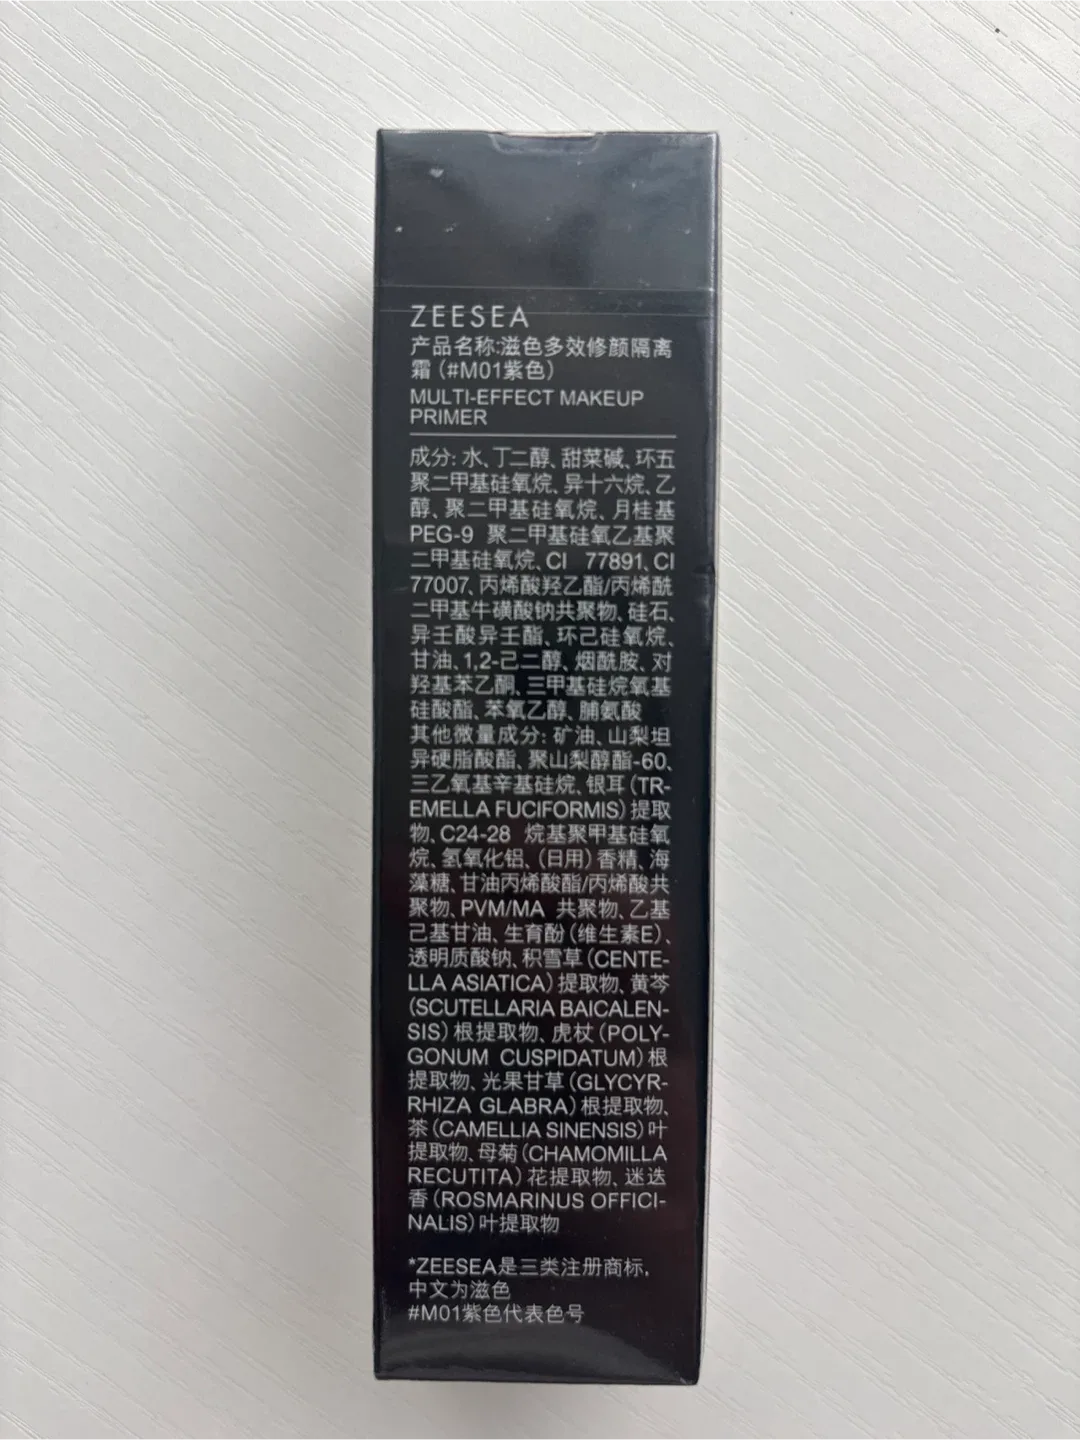 ZEESEA
产品名称:滋色多效修颜隔离
霜(#M01紫色)
MULTI-EFFECT MAKEUP
PRIMER
成分: 水、丁二醇、甜菜碱、环五
聚二甲基硅氧烷、异十六烷、乙
醇、聚二甲基硅氧烷、月桂基
PEG-9 聚二甲基硅氧乙基聚
二甲基硅氧烷、CI 77891、CI
77007、丙烯酸羟乙酯/丙烯酰
二甲基牛磺酸钠共聚物、硅石、
异壬酸异壬酯、环己硅氧烷、
甘油、1,2-己二醇、烟酰胺、对
羟基苯乙酮、三甲基硅烷氧基
硅酸酯、苯氧乙醇、脯氨酸
其他微量成分: 矿油、山梨坦
异硬脂酸酯、聚山梨醇酯-60、
三乙氧基辛基硅烷、银耳(TR-
EMELLA FUCIFORMIS)提取
物、C24-28 烷基聚甲基硅氧
烷、氢氧化铝、(日用)香精、海
藻糖、甘油丙烯酸酯/丙烯酸共
聚物、PVM/MA 共聚物、乙基
己基甘油、生育酚(维生素E)、
透明质酸钠、积雪草(CENTE-
LLA ASIATICA)提取物、黄芩
(SCUTELLARIA BAICALEN-
SIS)根提取物、虎杖(POLY-
GONUM CUSPIDATUM)根
提取物、光果甘草(GLYCYR-
RHIZA GLABRA)根提取物、
茶(CAMELLIA SINENSIS)叶
提取物、母菊(CHAMOMILLA
RECUTITA)花提取物、迷迭
香(ROSMARINUS OFFICI-
NALIS)叶提取物
*ZEESEA是三类注册商标,
中文为滋色
#M01紫色代表色号